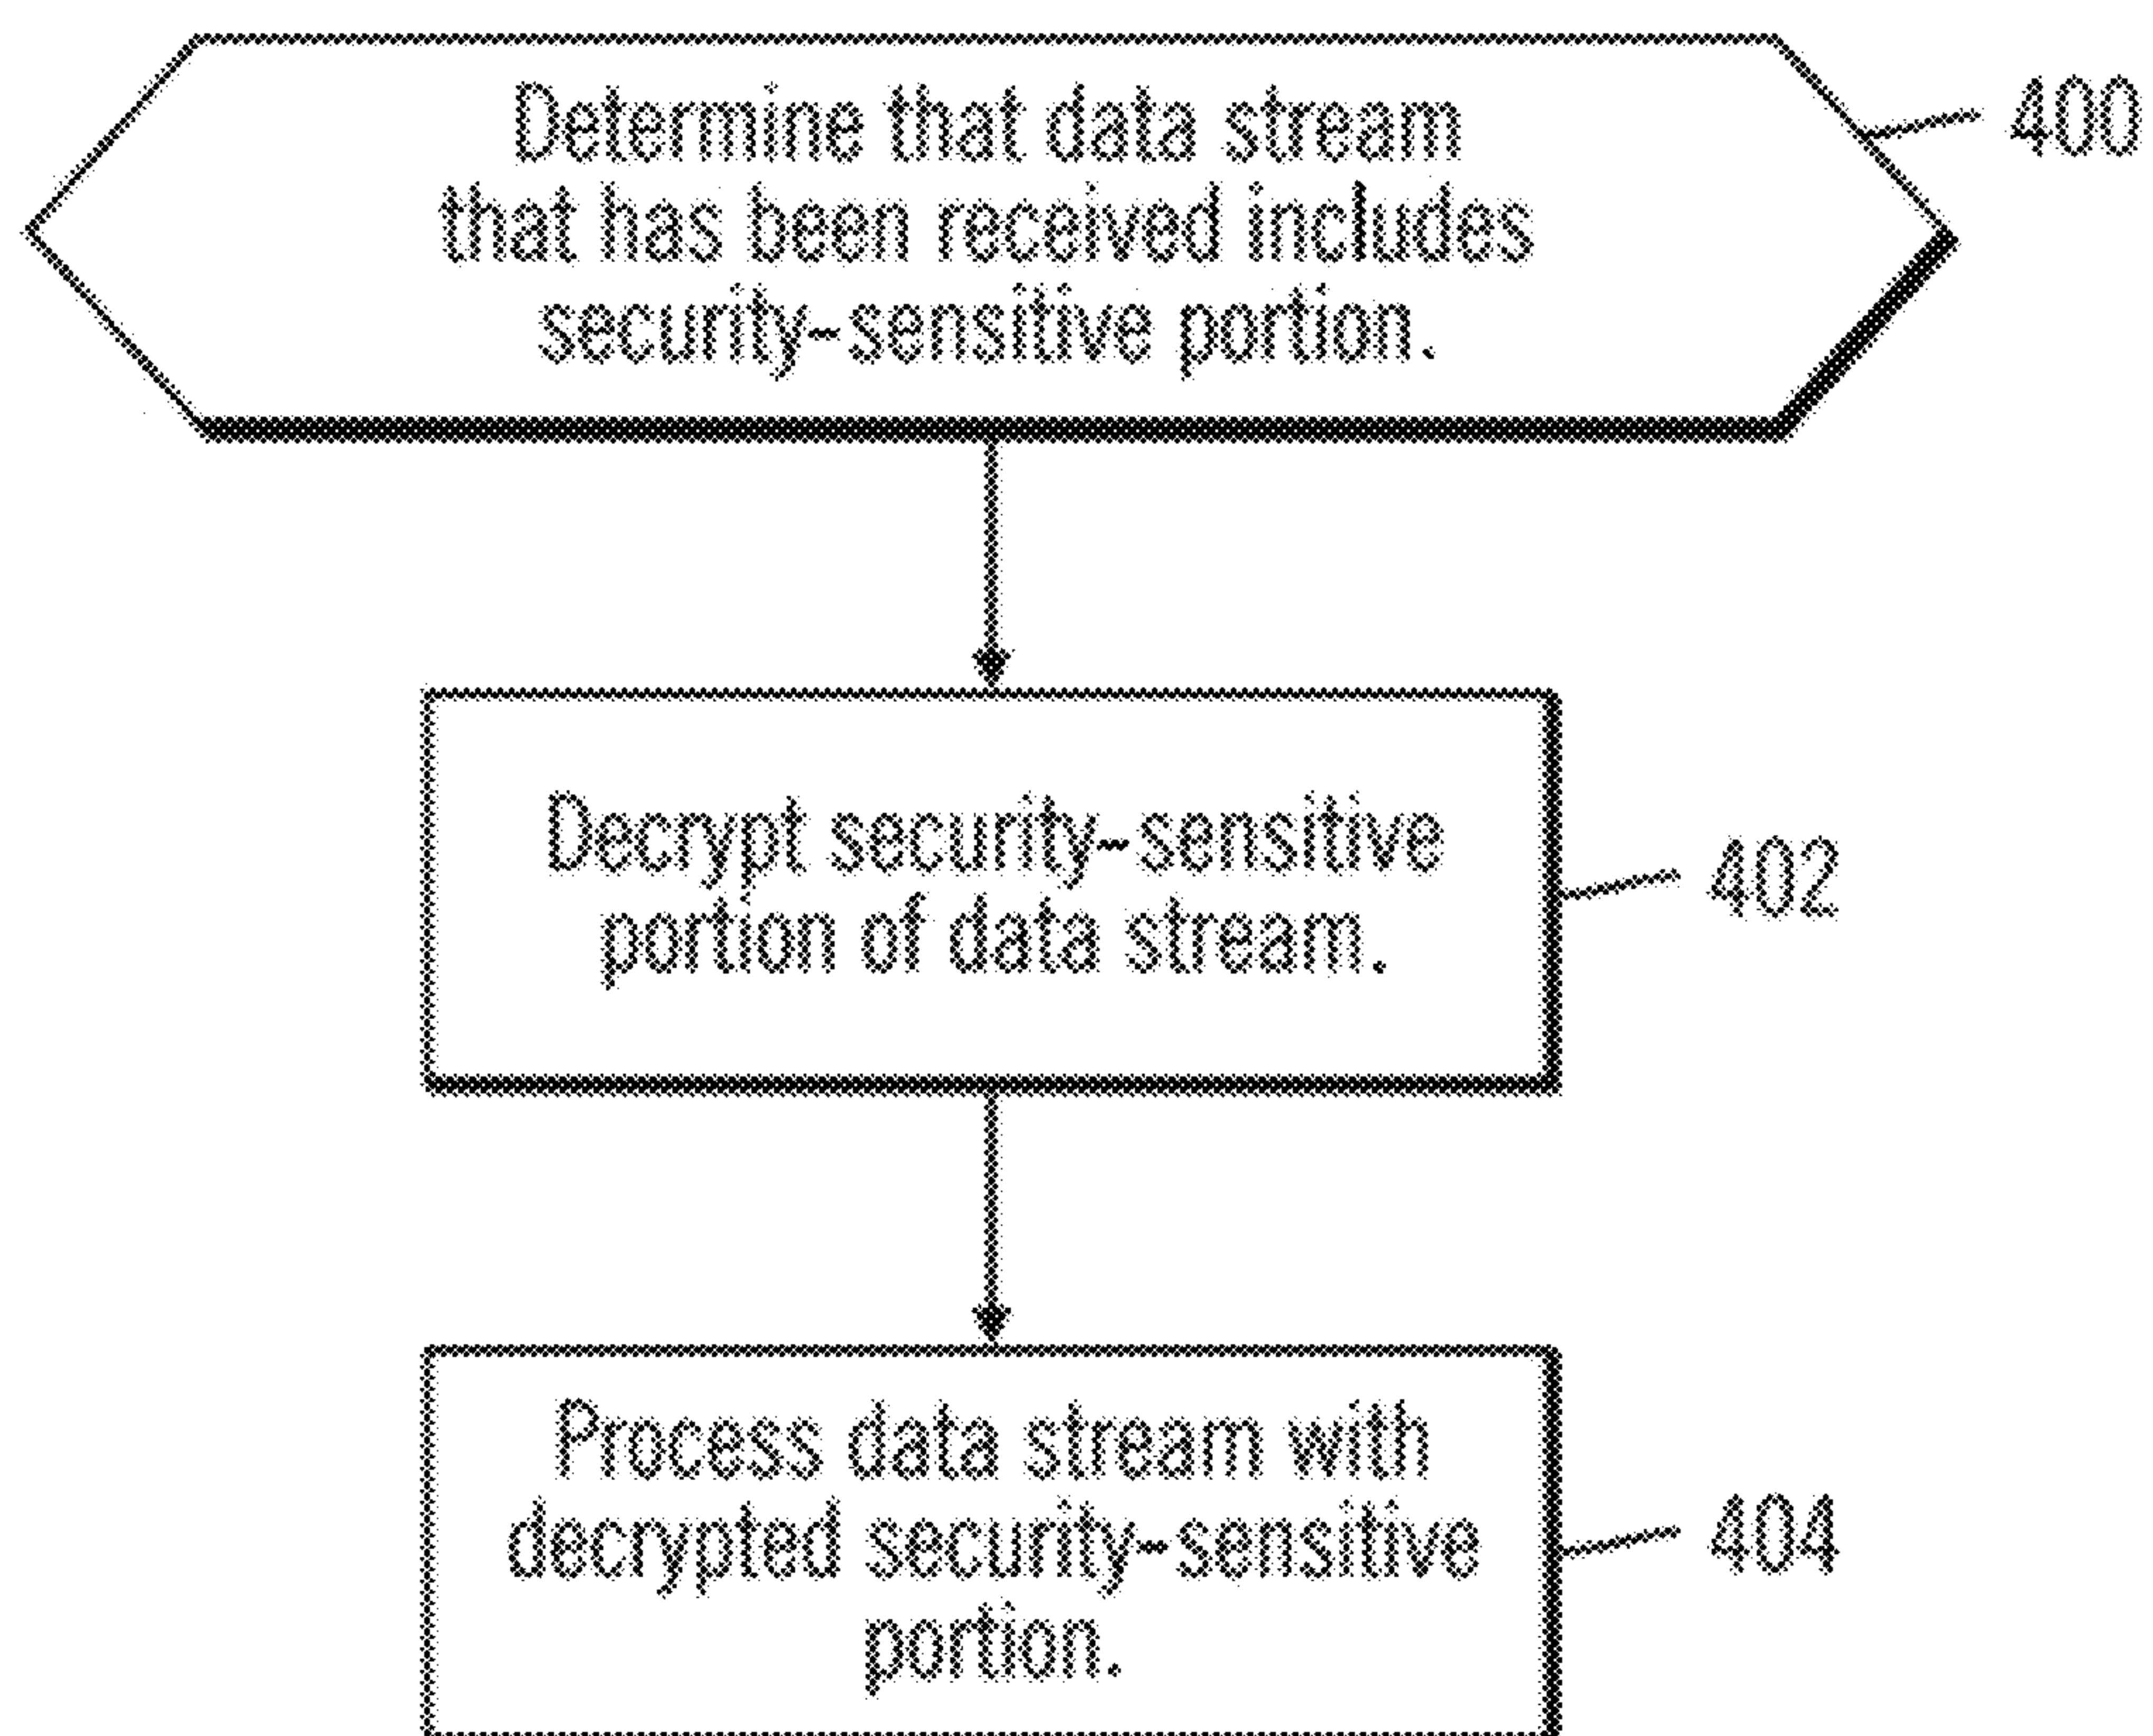 Determine that data stream
that has been received includes
security-sensitive portion.
400
Decrypt security-sensitive
portion of data stream.
402
Process data stream with
decrypted security-sensitive
portion.
404